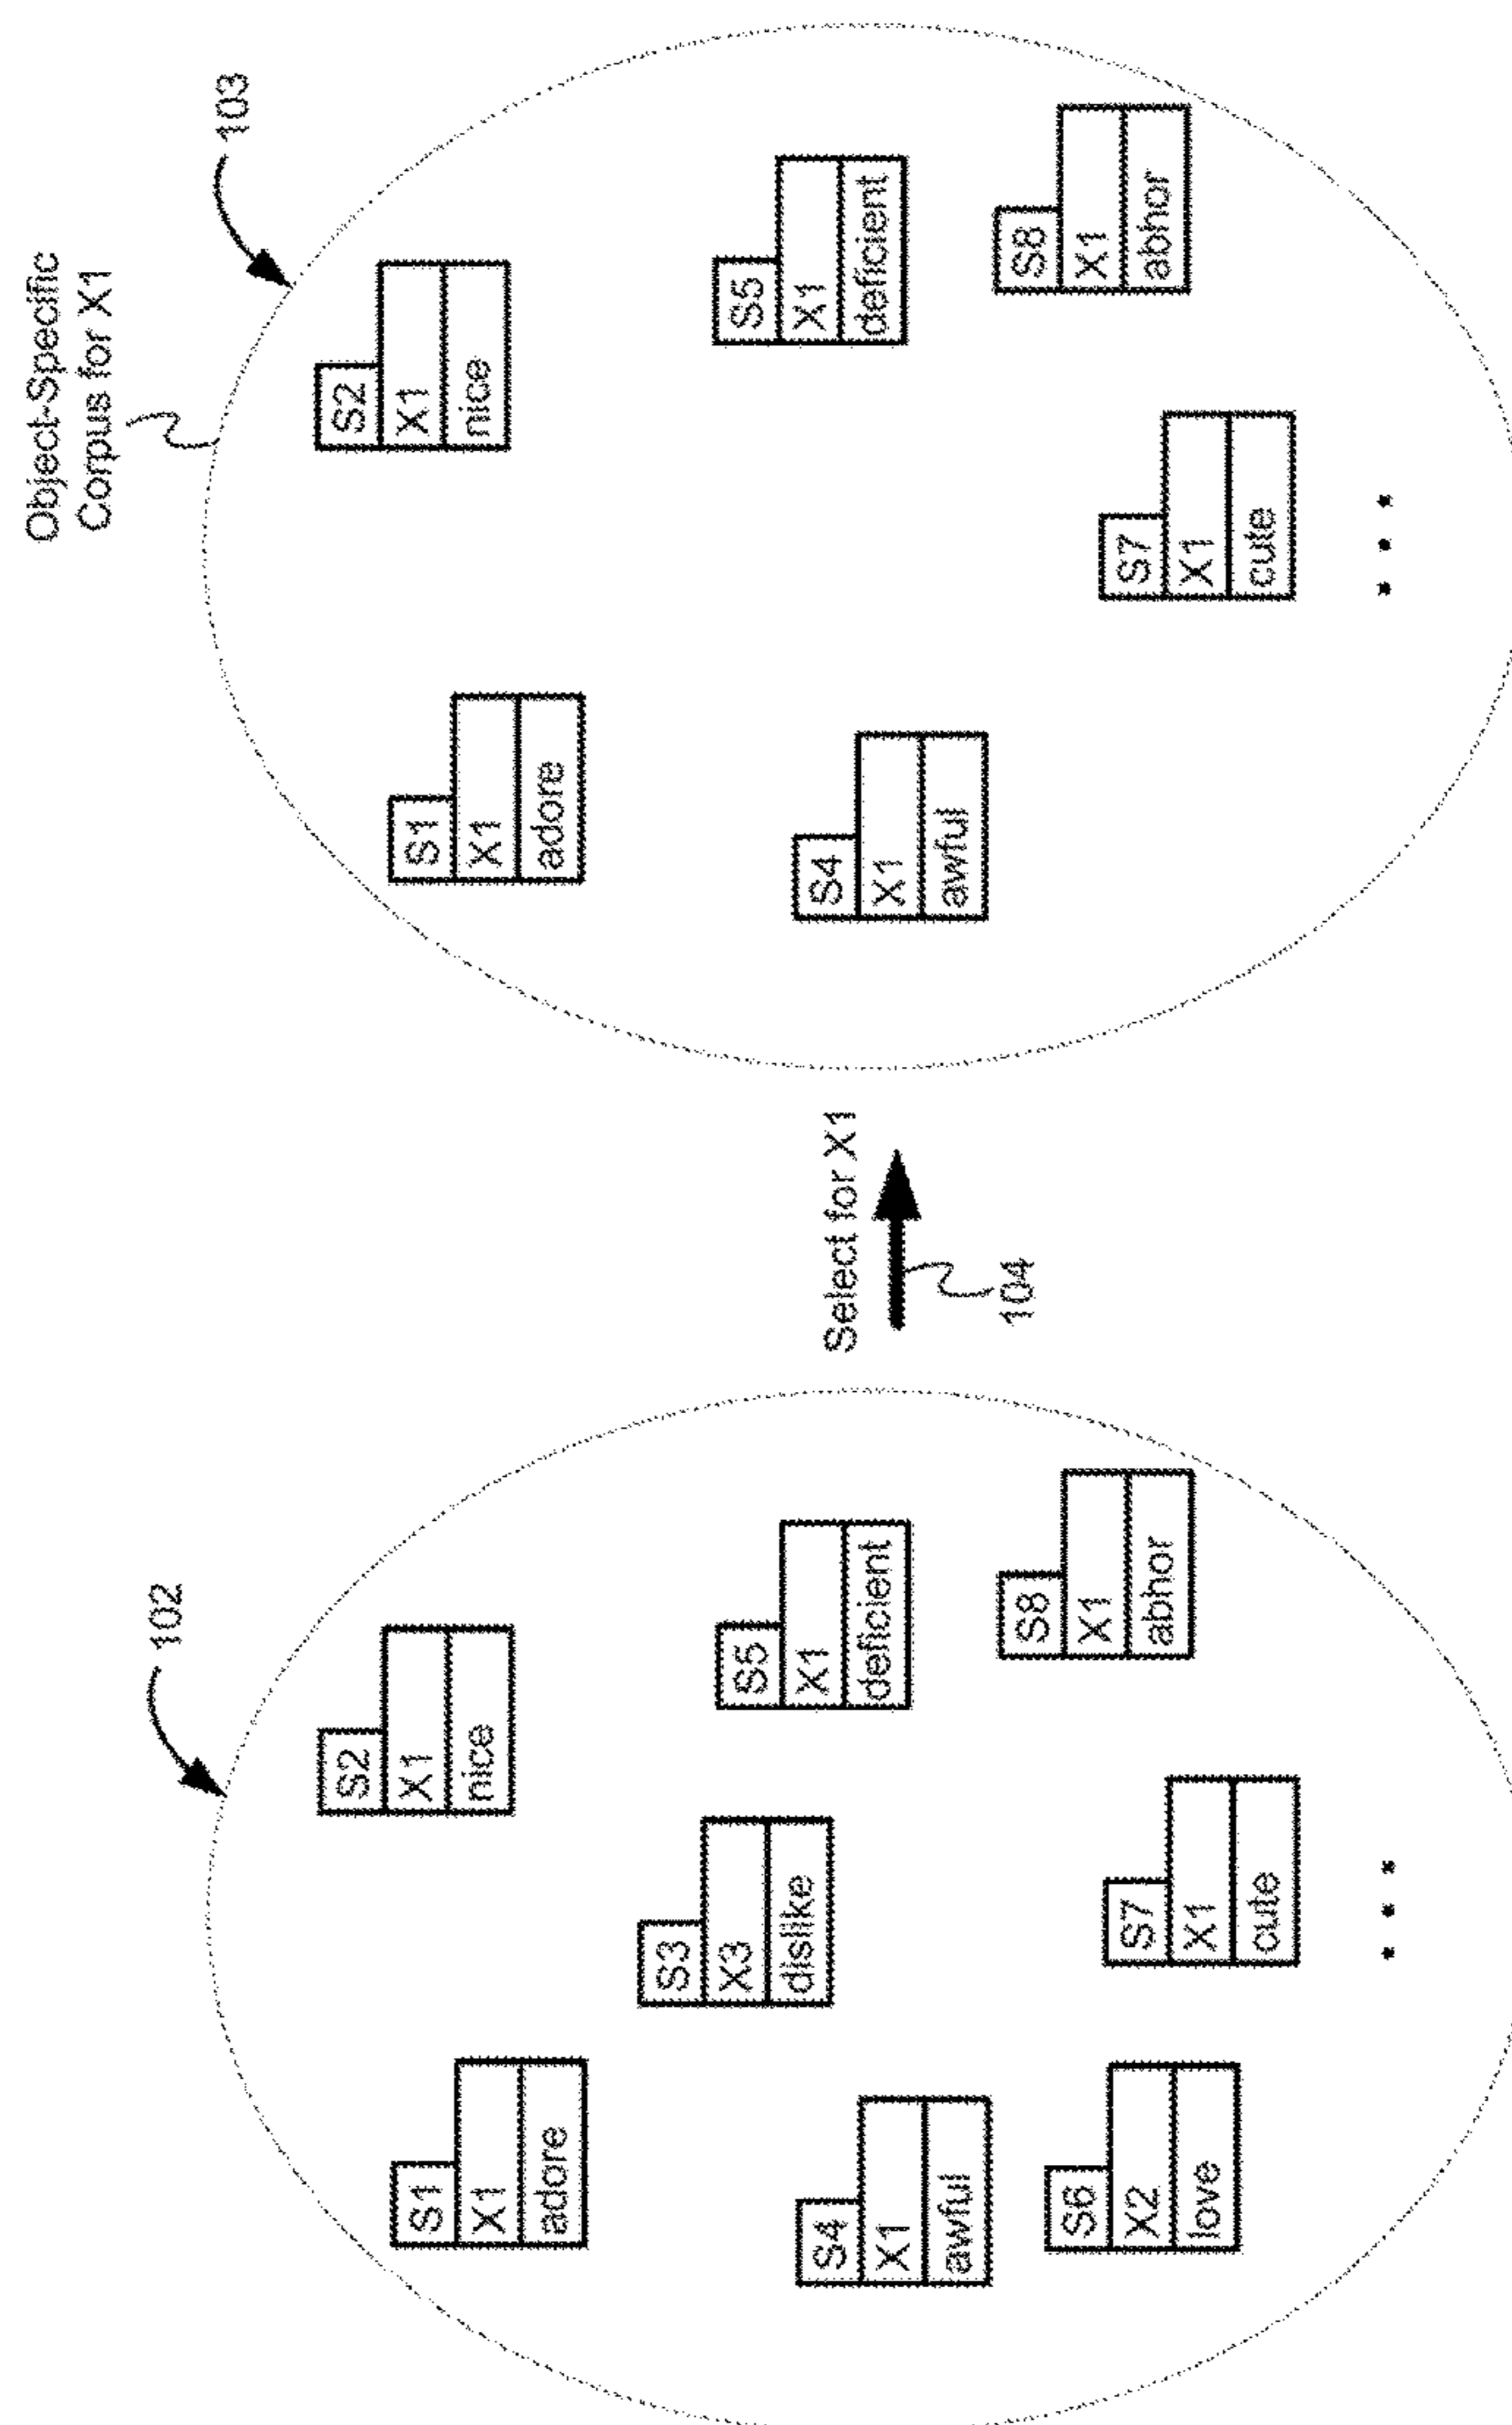 102
S1
X1
adore
S2
X1
nice
S3
X3
dislike
S4
X1
awful
S5
X1
deficient
S6
X2
love
S7
X1
cute
S8
X1
abhor
Select for X1
104
Object-Specific
Corpus for X1
103
S1
X1
adore
S2
X1
nice
S4
X1
awful
S5
X1
deficient
S7
X1
cute
S8
X1
abhor